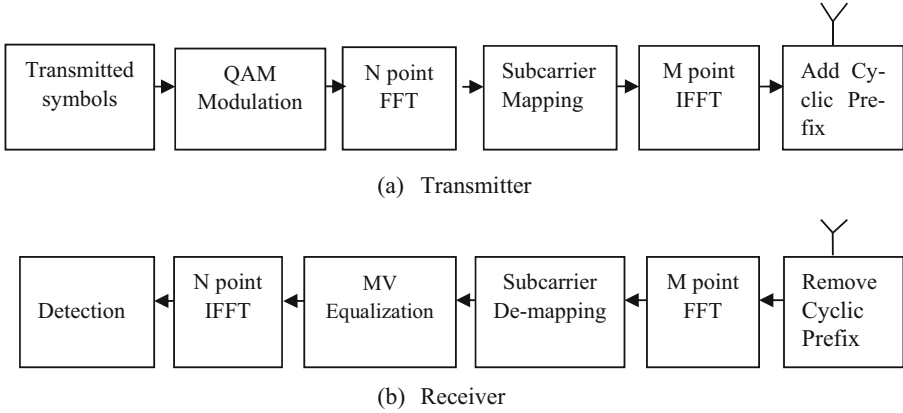 Transmitted
symbols
QAM
Modulation
N point
FFT
Subcarrier
Mapping
M point
IFFT
Add Cy-
clic Pre-
fix
(a) Transmitter
Detection
N point
IFFT
MV
Equalization
Subcarrier
De-mapping
M point
FFT
Remove
Cyclic
Prefix
(b) Receiver